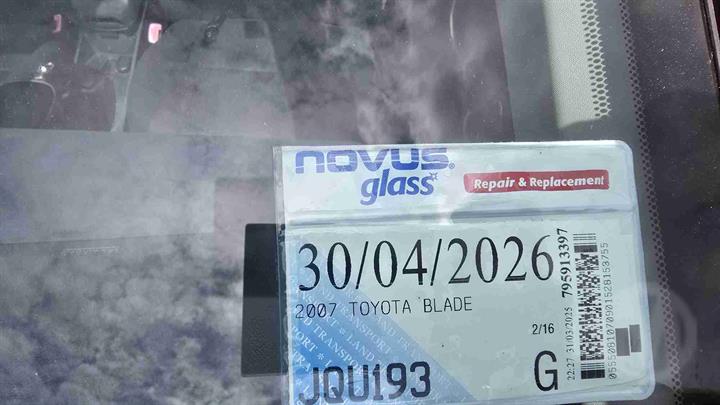 novus®
glass
Repair & Replacement
30/04/2026
2007 TOYOTA BLADE
2/16
JQU193
G
22:27 31/03/2025
795913397